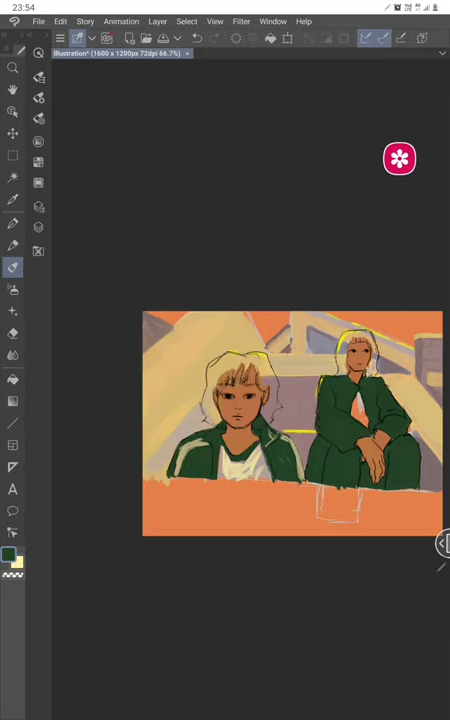 23:54
File Edit Story Animation Layer Select View Filter Window Help
Illustration* (1600 x 1200px 72dpi 66.7%)